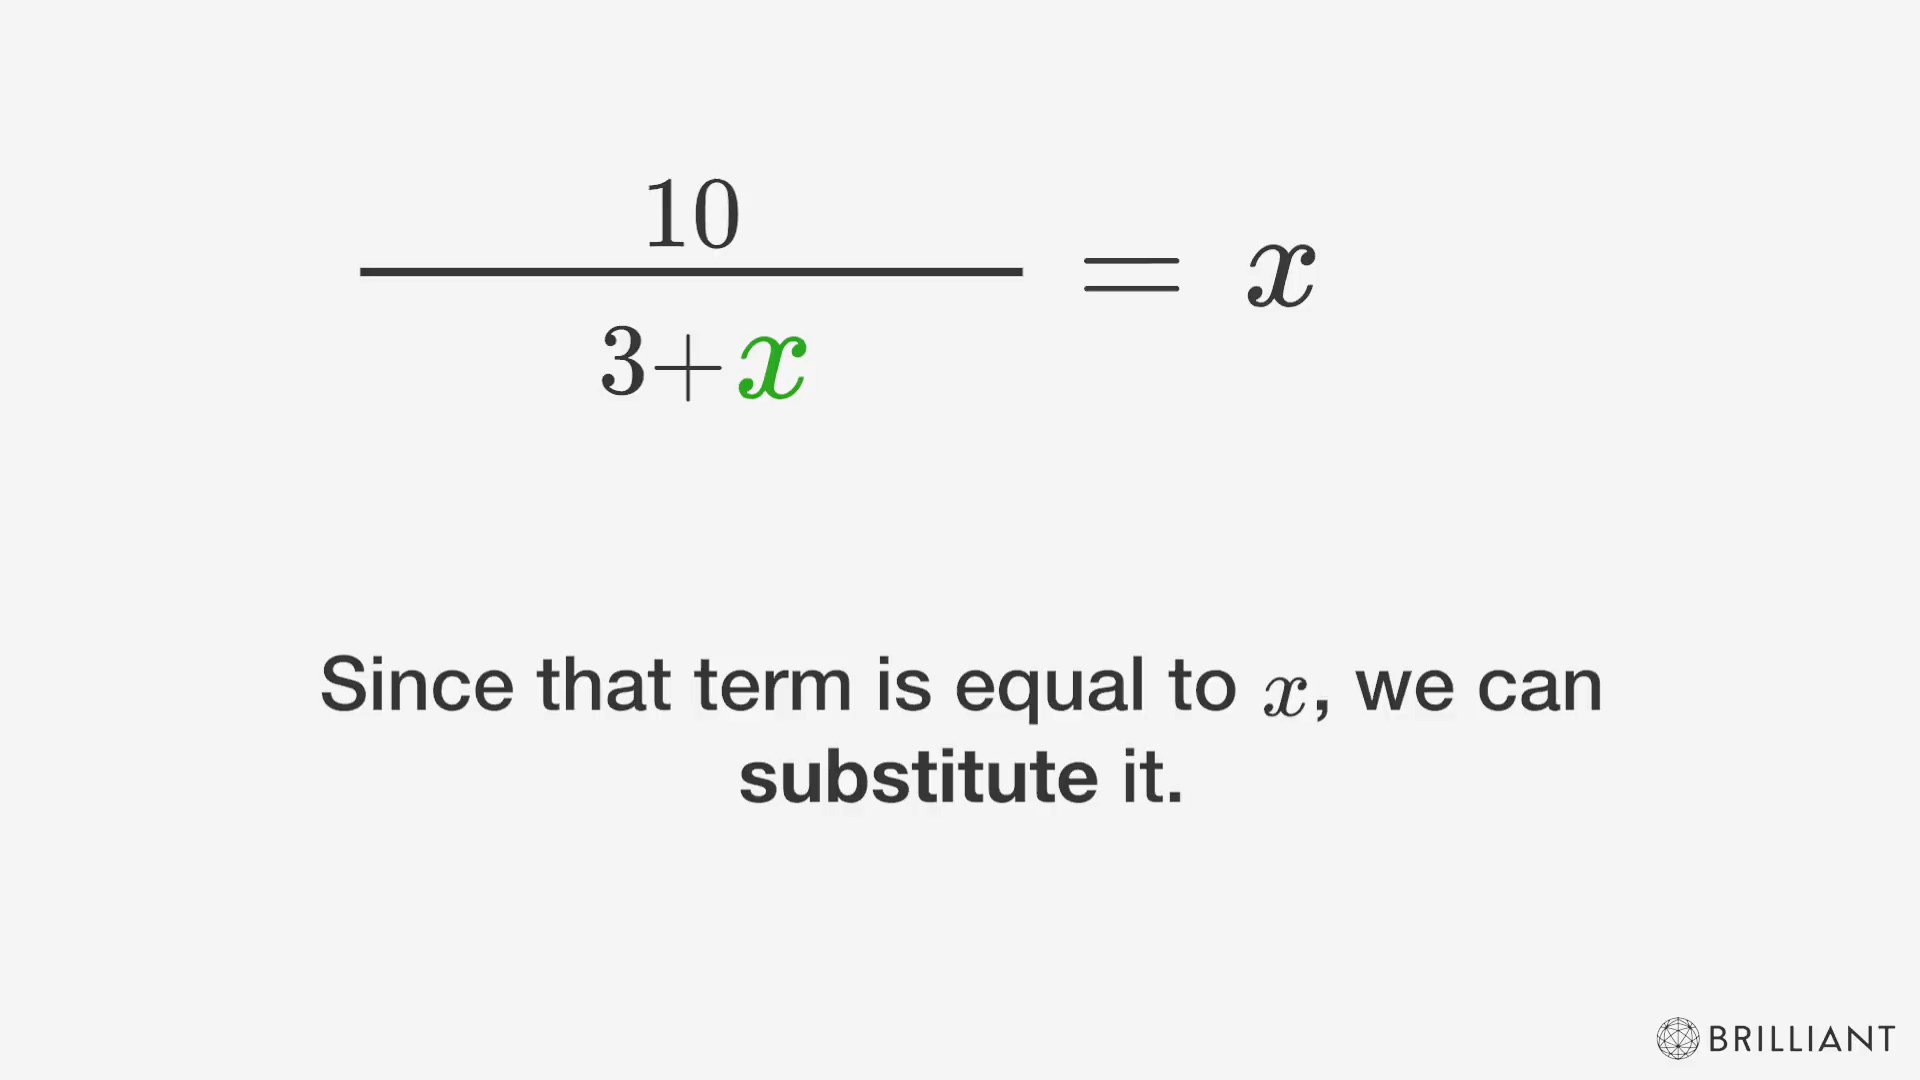 10
3+x
= x
Since that term is equal to x, we can
substitute it.
BRILLIANT